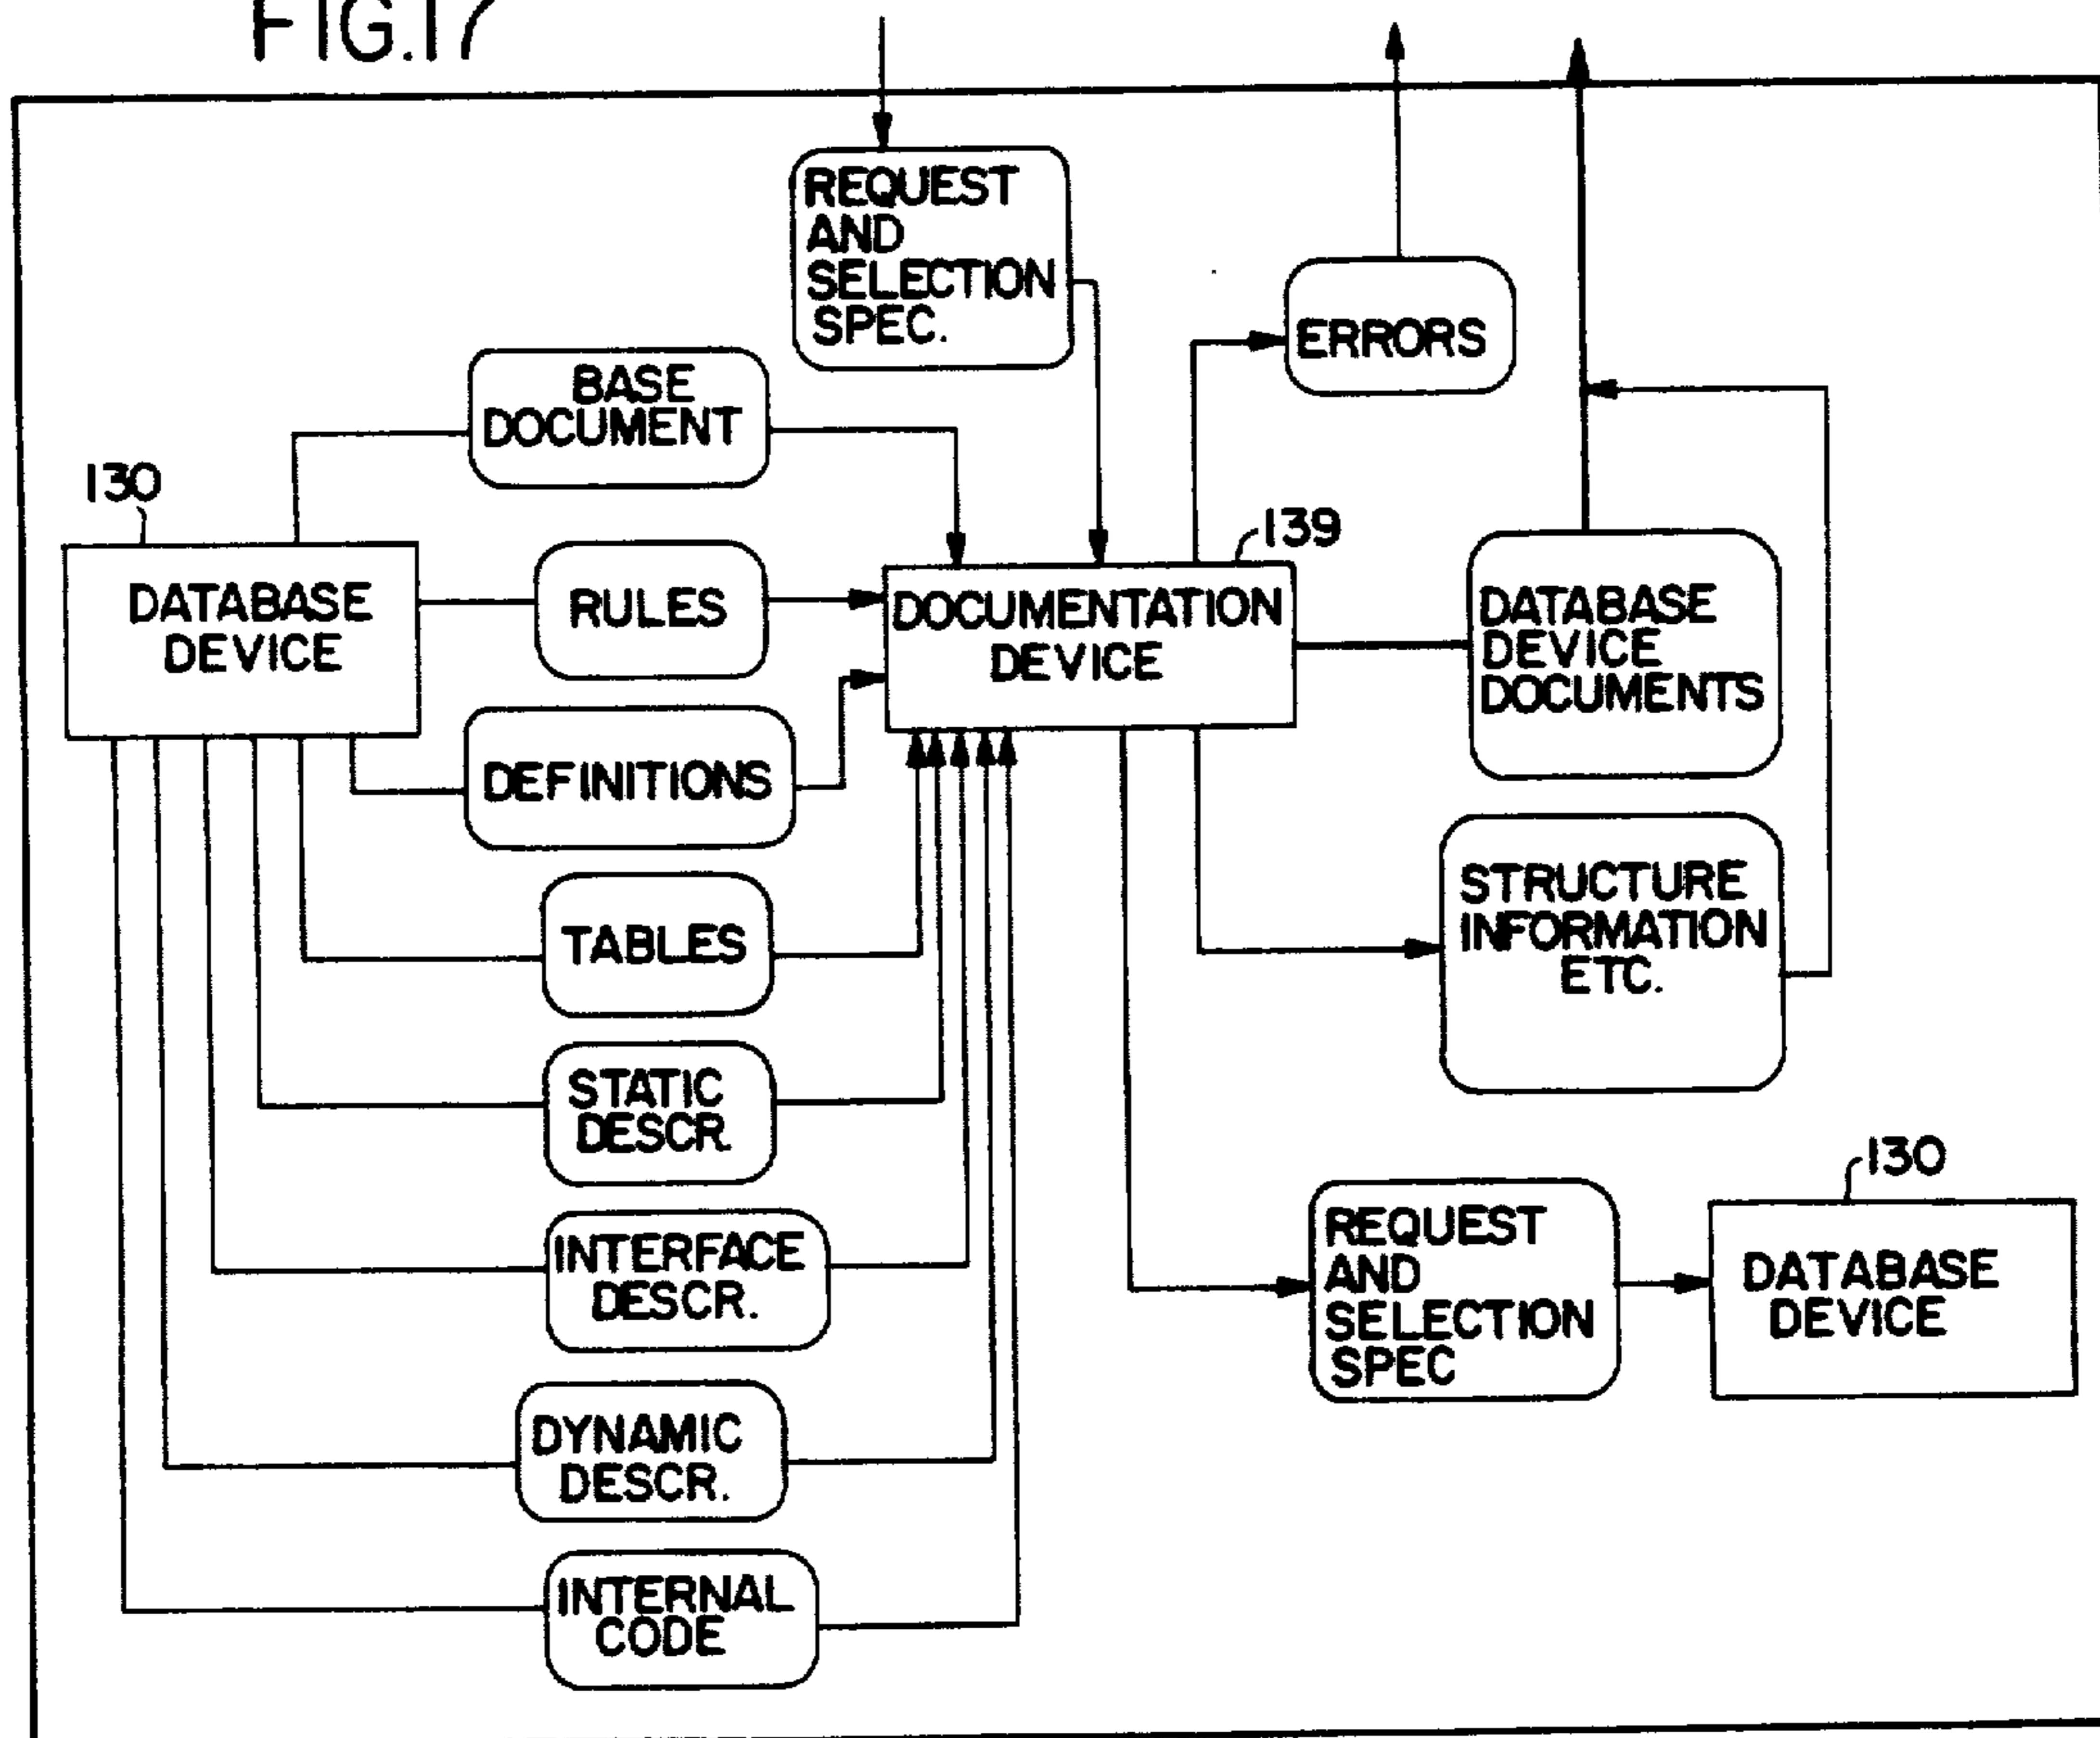 FIG.17
REQUEST
AND
SELECTION
SPEC.
ERRORS
BASE
DOCUMENT
130
139
DATABASE
DEVICE
RULES
DOCUMENTATION
DEVICE
DATABASE
DEVICE
DOCUMENTS
DEFINITIONS
STRUCTURE
INFORMATION
ETC.
TABLES
STATIC
DESCR.
130
INTERFACE
DESCR.
REQUEST
AND
SELECTION
SPEC
DATABASE
DEVICE
DYNAMIC
DESCR.
INTERNAL
CODE